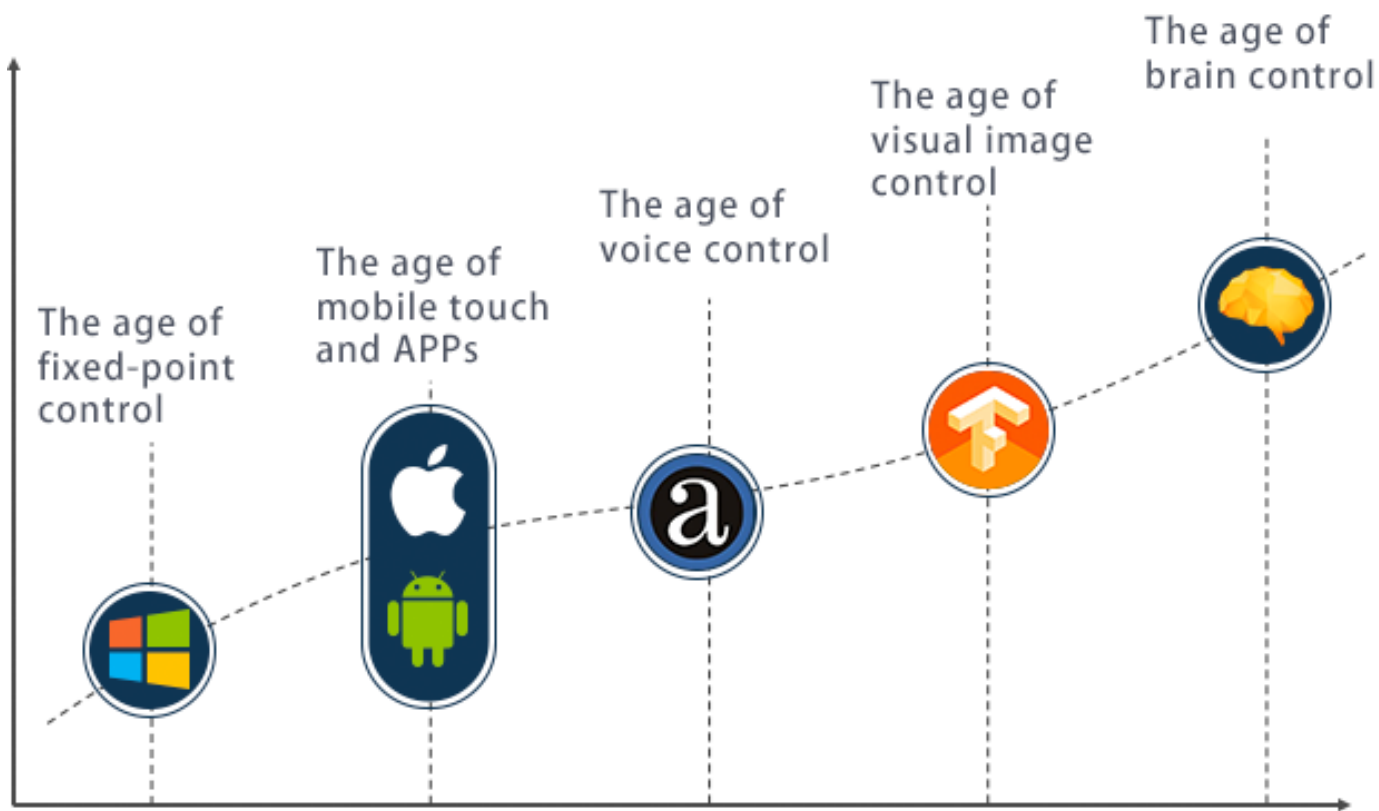 The age of
fixed-point
control
The age of
mobile touch
and APPs
The age of
voice control
a
The age of
visual image
control
The age of
brain control